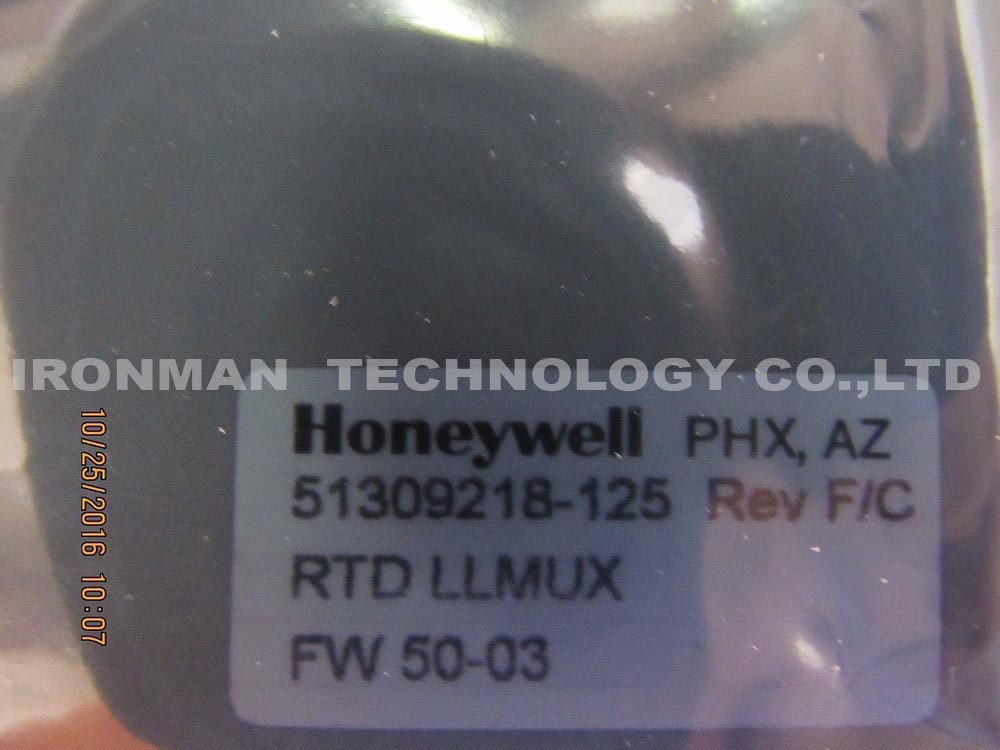 IRONMAN TECHNOLOGY CO.,LTD
Honeywell PHX, AZ
51309218-125 Rev F/C
RTD LLMUX
FW 50-03
10/25/2016 10:07